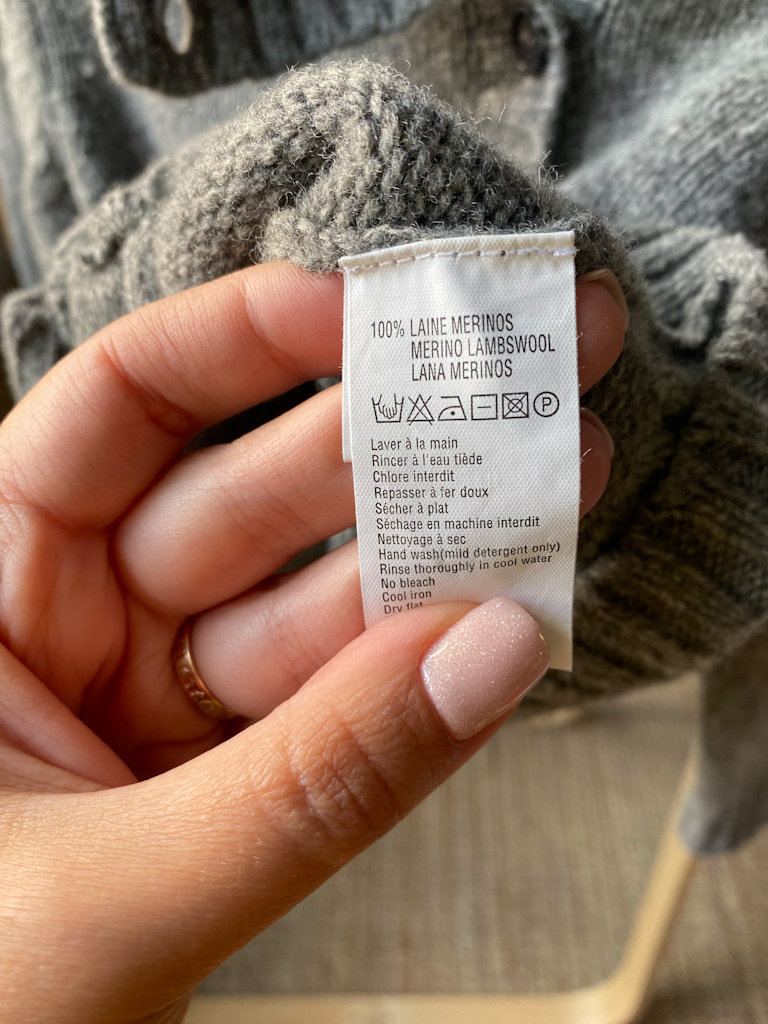 100% LAINE MERINOS
MERINO LAMBSWOOL
LANA MERINOS
P
Laver à la main
Rincer à l'eau tiède
Chlore interdit
Repasser à fer doux
Sécher à plat
Séchage en machine interdit
Nettoyage à sec
Hand wash(mild detergent only)
Rinse thoroughly in cool water
No bleach
Cool iron
Dry flat